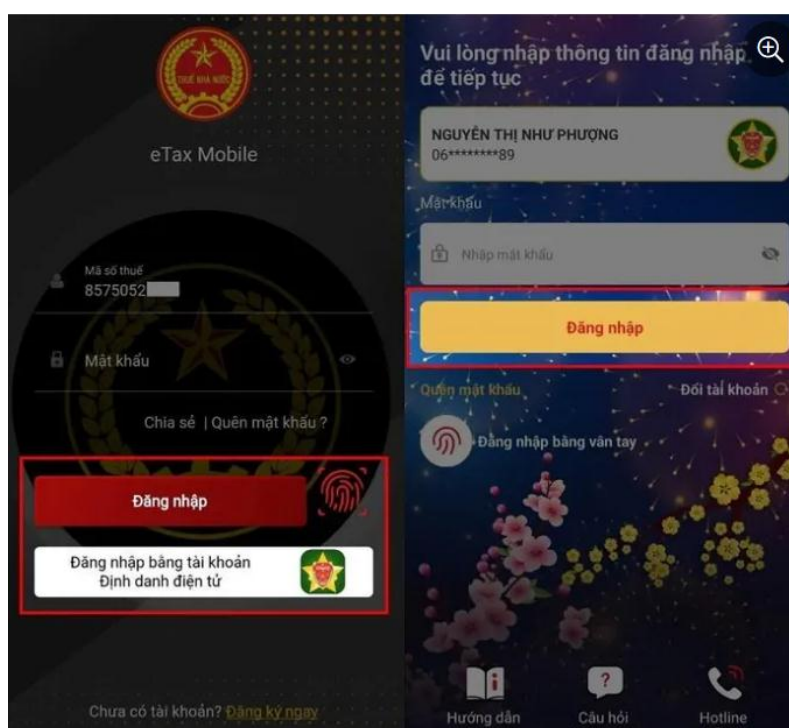 THUẾ NHÀ NƯỚC
eTax Mobile
Mã số thuế
8575052
Mật khẩu
Chia sẻ | Quên mật khẩu ?
Đăng nhập
Đăng nhập bằng tài khoản
Định danh điện tử
Chưa có tài khoản? Đăng ký ngay
Vui lòng nhập thông tin đăng nhập
để tiếp tục
NGUYỄN THỊ NHƯ PHƯỢNG
06********89
Mật khẩu
Nhập mật khẩu
Đăng nhập
Quên mật khẩu
Đổi tài khoản
Đăng nhập bằng vân tay
Hướng dẫn
Câu hỏi
Hotline